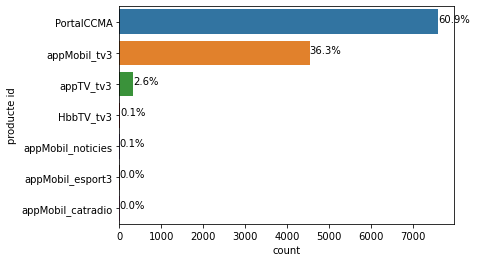 PortalCCMA 60.9%
appMobil_tv3 36.3%
appTV_tv3 2.6%
HbbTV_tv3 0.1%
appMobil_noticies 0.1%
appMobil_esport3 0.0%
appMobil_catradio 0.0%
producte id
0 1000 2000 3000 4000 5000 6000 7000
count